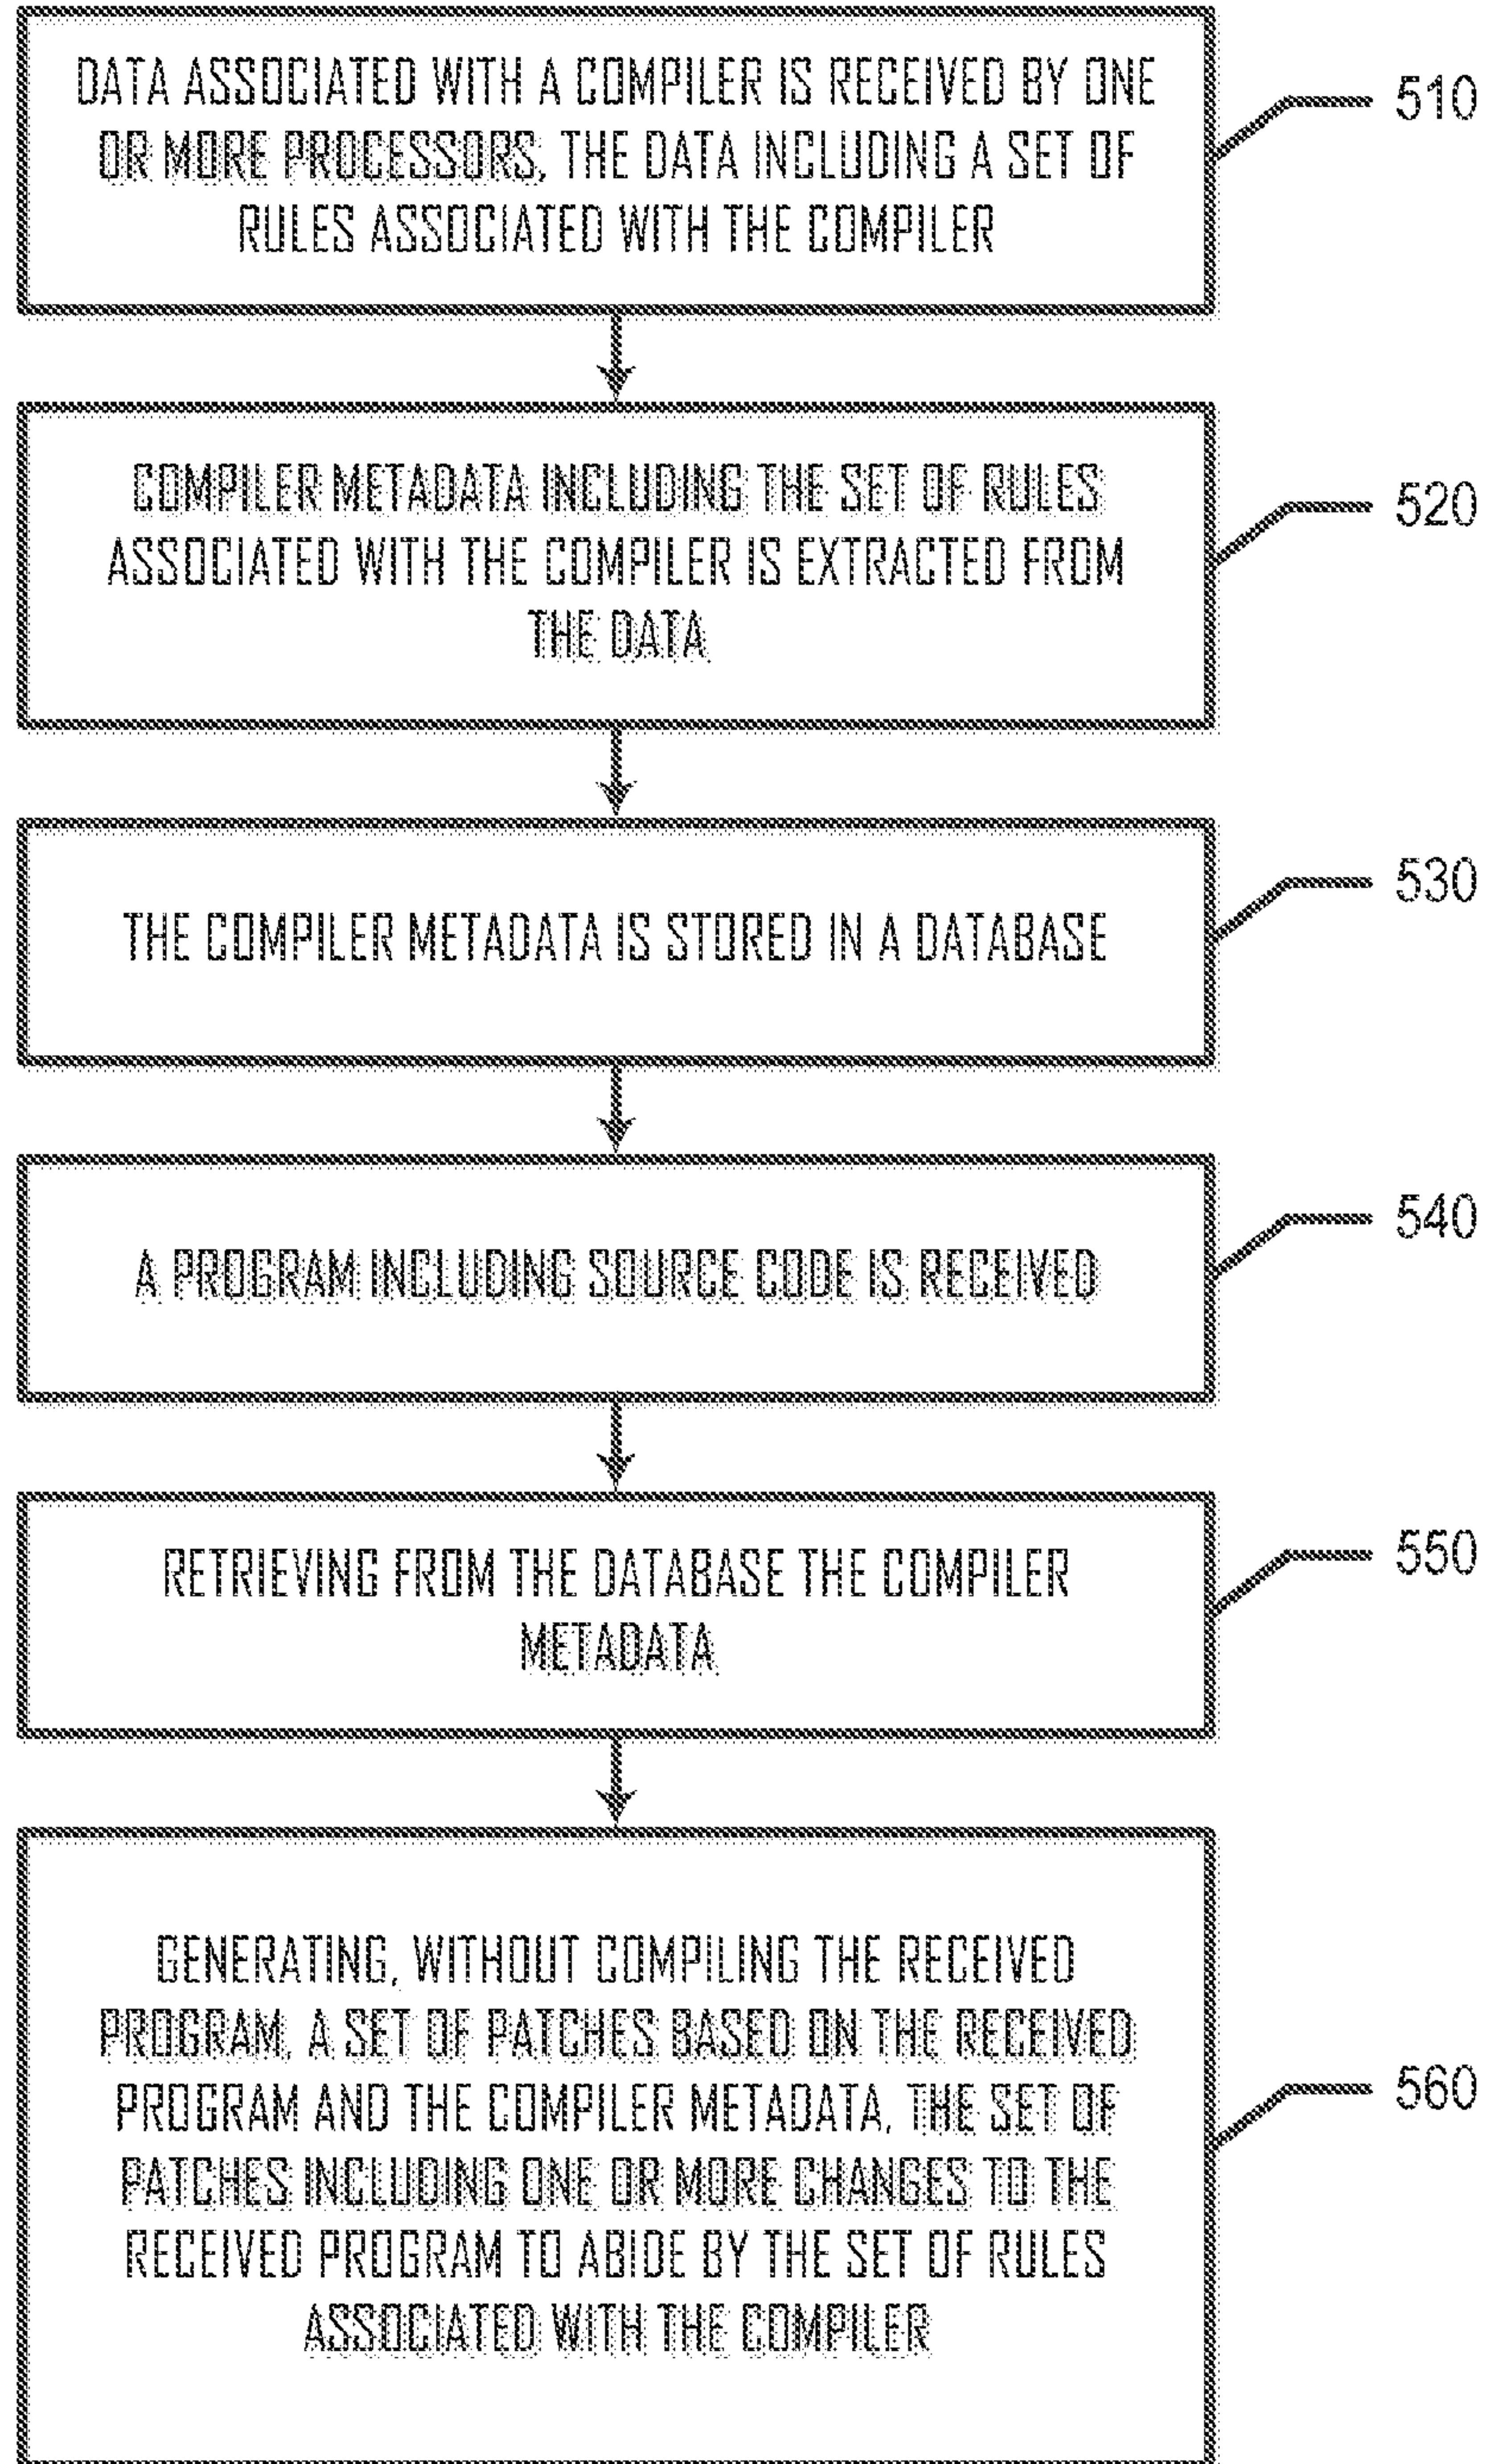 DATA ASSOCIATED WITH A COMPILER IS RECEIVED BY ONE
OR MORE PROCESSORS, THE DATA INCLUDING A SET OF
RULES ASSOCIATED WITH THE COMPILER
510
COMPILER METADATA INCLUDING THE SET OF RULES
ASSOCIATED WITH THE COMPILER IS EXTRACTED FROM
THE DATA
520
THE COMPILER METADATA IS STORED IN A DATABASE
530
A PROGRAM INCLUDING SOURCE CODE IS RECEIVED
540
RETRIEVING FROM THE DATABASE THE COMPILER
METADATA
550
GENERATING, WITHOUT COMPILING THE RECEIVED
PROGRAM, A SET OF PATCHES BASED ON THE RECEIVED
PROGRAM AND THE COMPILER METADATA, THE SET OF
PATCHES INCLUDING ONE OR MORE CHANGES TO THE
RECEIVED PROGRAM TO ABIDE BY THE SET OF RULES
ASSOCIATED WITH THE COMPILER
560